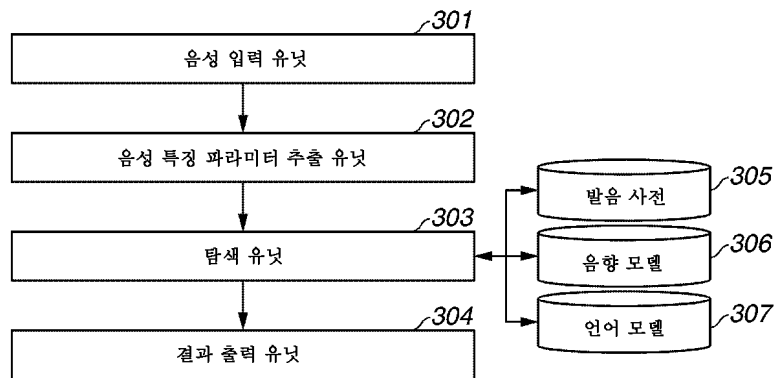 301
음성 입력 유닛
302
음성 특징 파라미터 추출 유닛
303
탐색 유닛
304
결과 출력 유닛
305
발음 사전
306
음향 모델
307
언어 모델